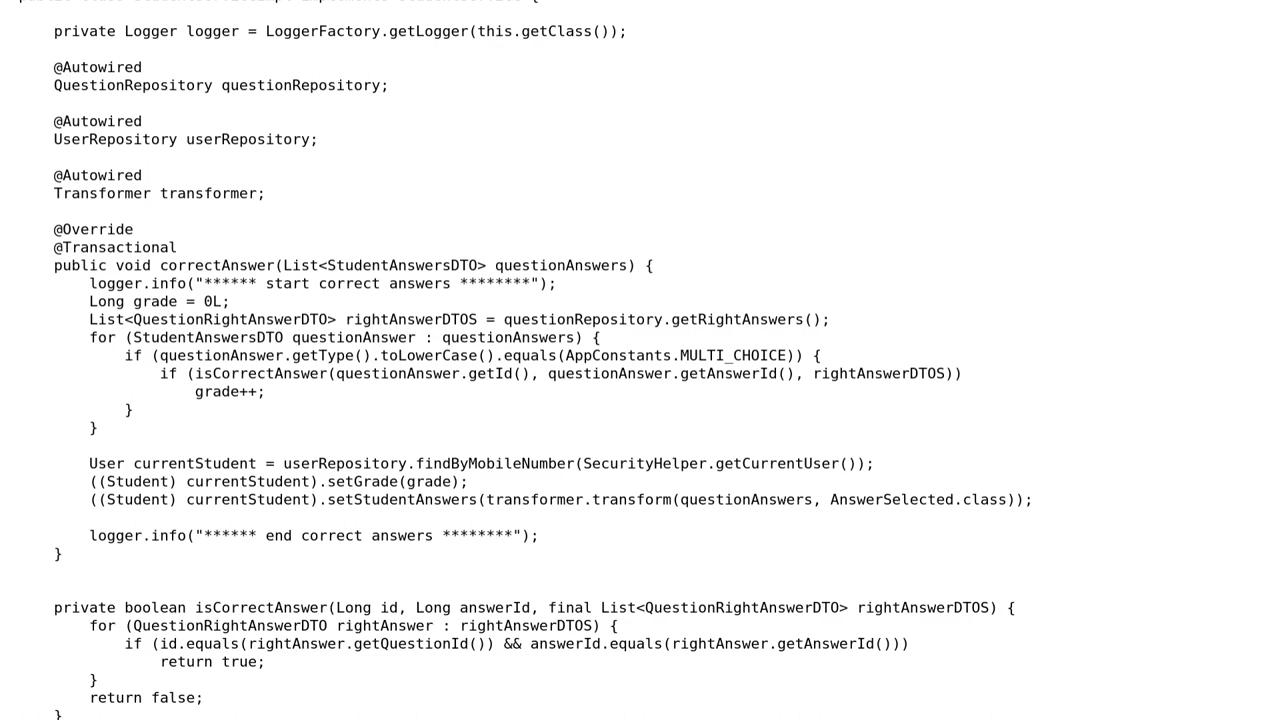 private Logger logger = LoggerFactory.getLogger(this.getClass());
@Autowired
QuestionRepository questionRepository;
@Autowired
UserRepository userRepository;
@Autowired
Transformer transformer;
@Override
@Transactional
public void correctAnswer(List<StudentAnswersDTO> questionAnswers) {
logger.info("****** start correct answers ********");
Long grade = 0L;
List<QuestionRightAnswerDTO> rightAnswerDTOS = questionRepository.getRightAnswers();
for (StudentAnswersDTO questionAnswer : questionAnswers) {
if (questionAnswer.getType().toLowerCase().equals(AppConstants.MULTI_CHOICE)) {
if (isCorrectAnswer(questionAnswer.getId(), questionAnswer.getAnswerId(), rightAnswerDTOS))
grade++;
}
}
User currentStudent = userRepository.findByMobileNumber(SecurityHelper.getCurrentUser());
((Student) currentStudent).setGrade(grade);
((Student) currentStudent).setStudentAnswers(transformer.transform(questionAnswers, AnswerSelected.class));
logger.info("****** end correct answers ********");
}
private boolean isCorrectAnswer(Long id, Long answerId, final List<QuestionRightAnswerDTO> rightAnswerDTOS) {
for (QuestionRightAnswerDTO rightAnswer : rightAnswerDTOS) {
if (id.equals(rightAnswer.getQuestionId()) && answerId.equals(rightAnswer.getAnswerId()))
return true;
}
return false;
}